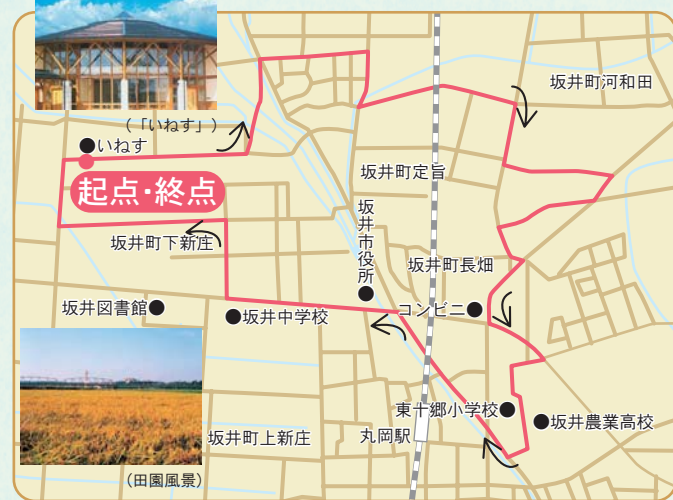 坂井町河和田
(「いねす」)
いねす
起点・終点
坂井町定旨
坂井市役所
坂井町下新庄
坂井町長畑
坂井図書館
坂井中学校
コンビニ
東十郷小学校
坂井農業高校
坂井町上新庄
丸岡駅
(田園風景)